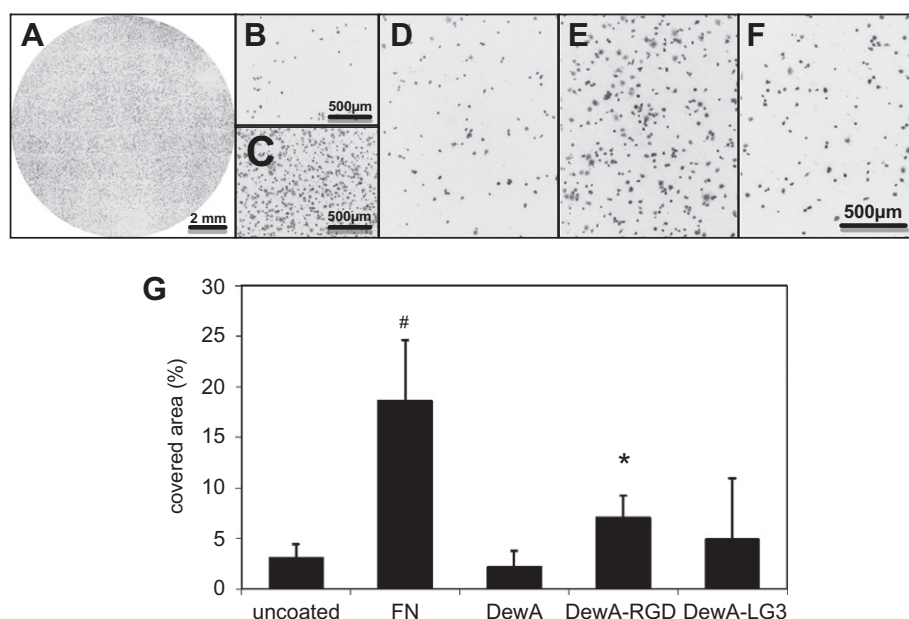 A
2 mm
B
500µm
C
500µm
D
E
F
500µm
G
covered area (%)
30
25
20
15
10
5
0
#
*
uncoated FN DewA DewA-RGD DewA-LG3